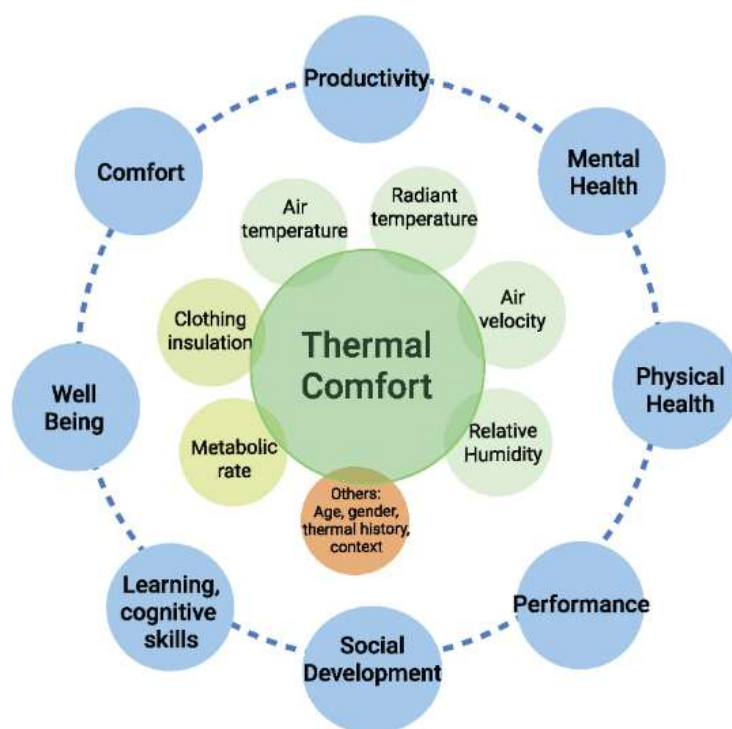 Productivity
Comfort
Mental
Health
Air
temperature
Radiant
temperature
Clothing
insulation
Air
velocity
Thermal
Comfort
Well
Being
Physical
Health
Metabolic
rate
Relative
Humidity
Others:
Age, gender,
thermal history,
context
Learning,
cognitive
skills
Performance
Social
Development